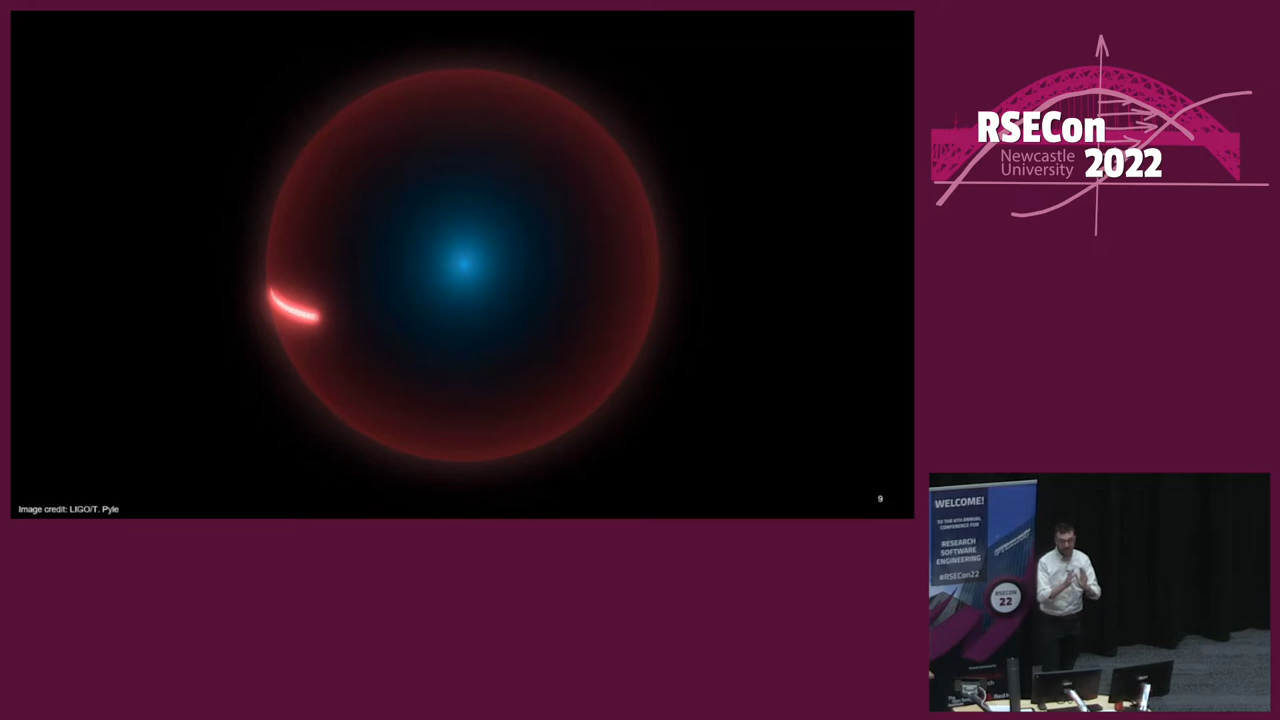 Image credit: LIGO/T. Pyle
9
RSECon
Newcastle
University
2022
WELCOME!
TO THE 6TH ANNUAL
CONFERENCE FOR
RESEARCH
SOFTWARE
ENGINEERING
#RSECon22
RSECON
22